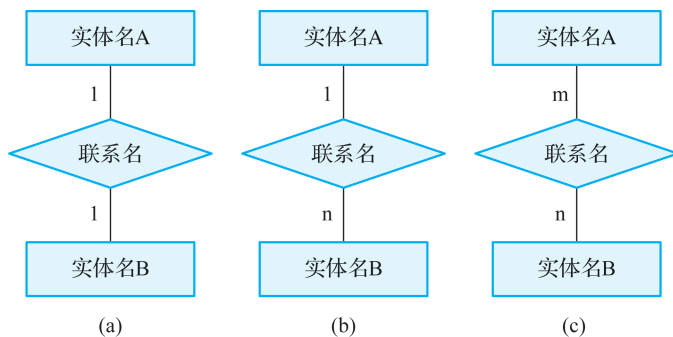 实体名A 实体名A 实体名A
1 1 m
联系名 联系名 联系名
1 n n
实体名B 实体名B 实体名B
(a) (b) (c)